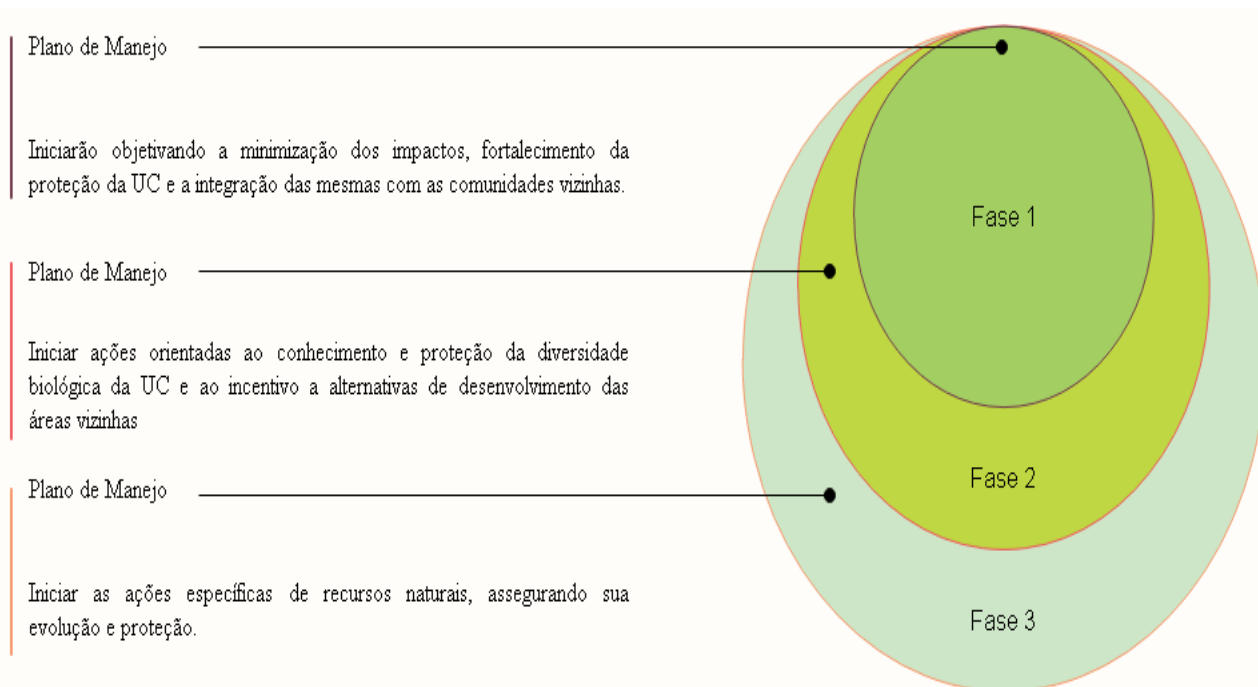 Plano de Manejo
Iniciarão objetivando a minimização dos impactos, fortalecimento da
proteção da UC e a integração das mesmas com as comunidades vizinhas.
Fase 1
Plano de Manejo
Iniciar ações orientadas ao conhecimento e proteção da diversidade
biológica da UC e ao incentivo a alternativas de desenvolvimento das
áreas vizinhas
Fase 2
Plano de Manejo
Iniciar as ações específicas de recursos naturais, assegurando sua
evolução e proteção.
Fase 3